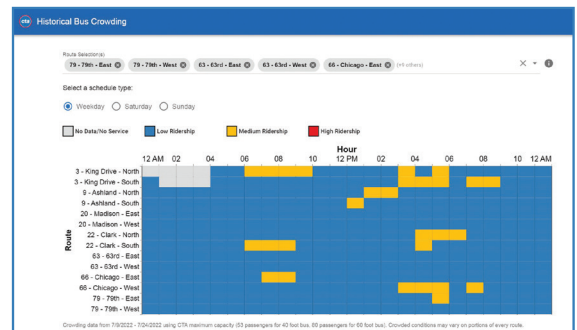 cta Historical Bus Crowding
Route Selection(s)
79 - 79th - East 79 - 79th - West 63 - 63rd - East 63 - 63rd - West 66 - Chicago - East (+9 others)
Select a schedule type:
Weekday Saturday Sunday
No Data/No Service Low Ridership Medium Ridership High Ridership
Hour
12 AM 02 04 06 08 10 12 PM 02 04 06 08 10 12 AM
Route
3 - King Drive - North
3 - King Drive - South
9 - Ashland - North
9 - Ashland - South
20 - Madison - East
20 - Madison - West
22 - Clark - North
22 - Clark - South
63 - 63rd - East
63 - 63rd - West
66 - Chicago - East
66 - Chicago - West
79 - 79th - East
79 - 79th - West
Crowding data from 7/9/2022 - 7/24/2022 using CTA maximum capacity (53 passengers for 40 foot bus, 80 passengers for 60 foot bus). Crowded conditions may vary on portions of every route.